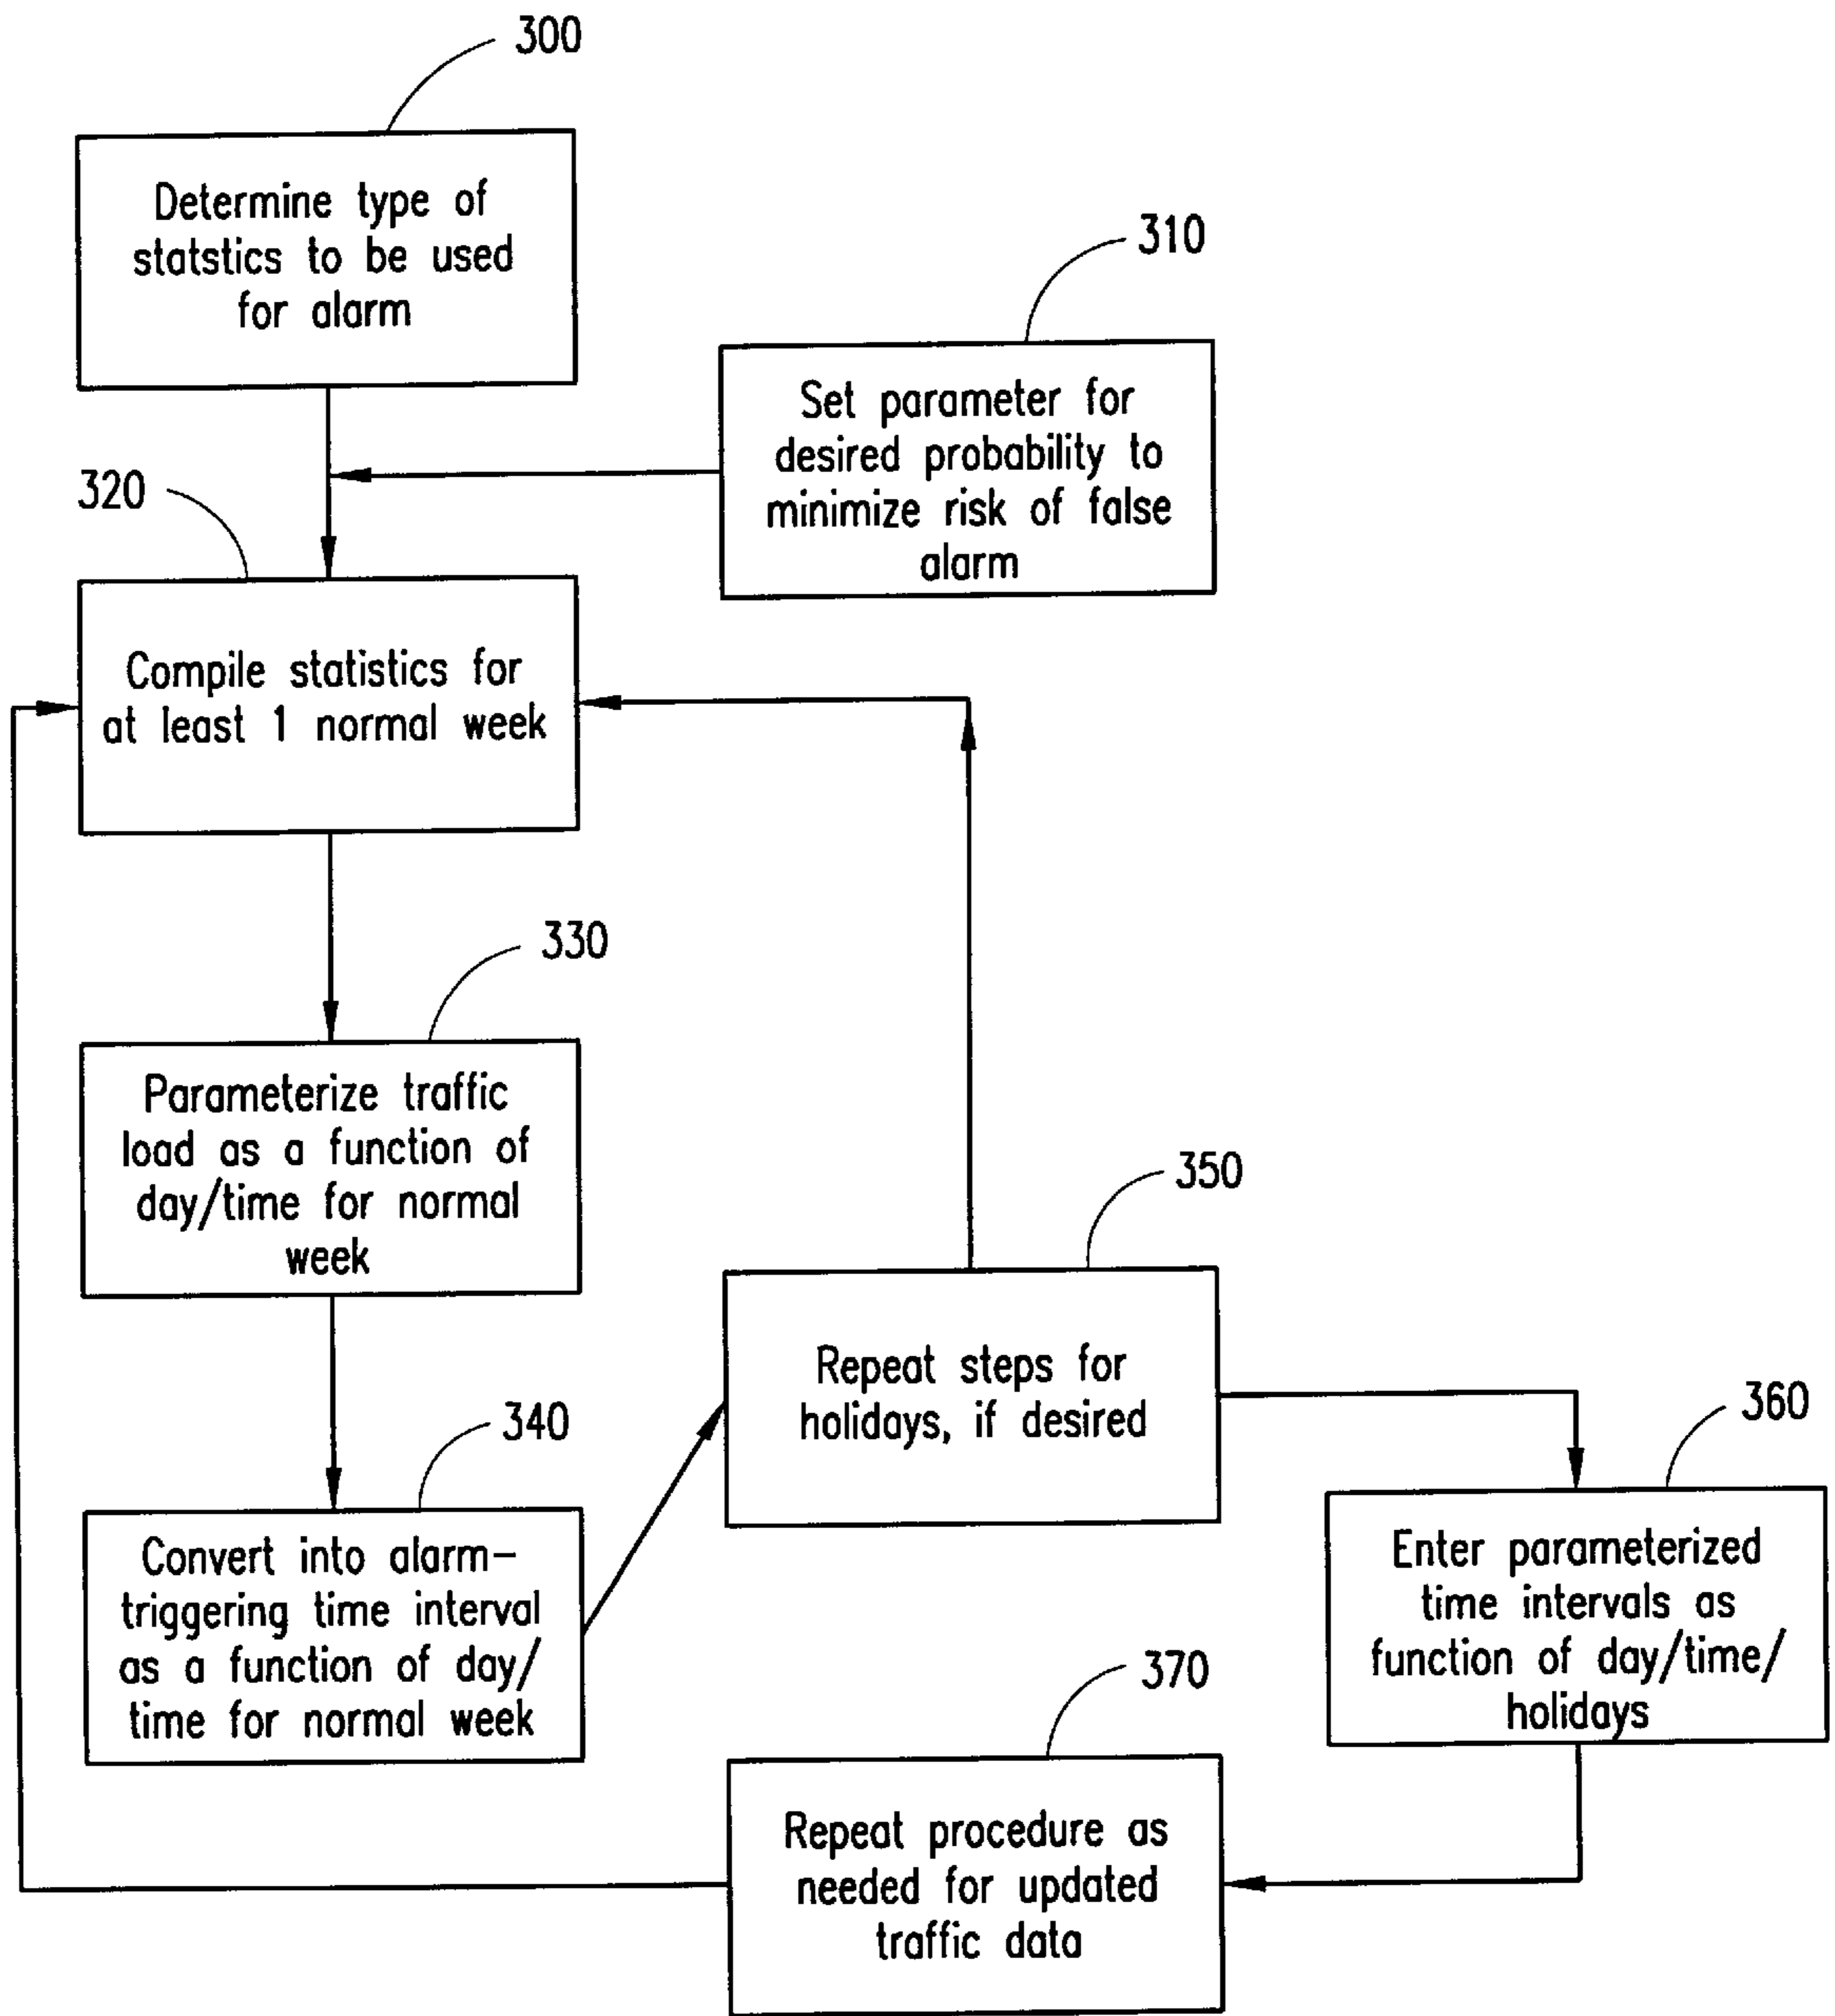 300
Determine type of
statstics to be used
for alarm
310
Set parameter for
desired probability to
minimize risk of false
alarm
320
Compile statistics for
at least 1 normal week
330
Parameterize traffic
load as a function of
day/time for normal
week
340
Convert into alarm-
triggering time interval
as a function of day/
time for normal week
350
Repeat steps for
holidays, if desired
360
Enter parameterized
time intervals as
function of day/time/
holidays
370
Repeat procedure as
needed for updated
traffic data